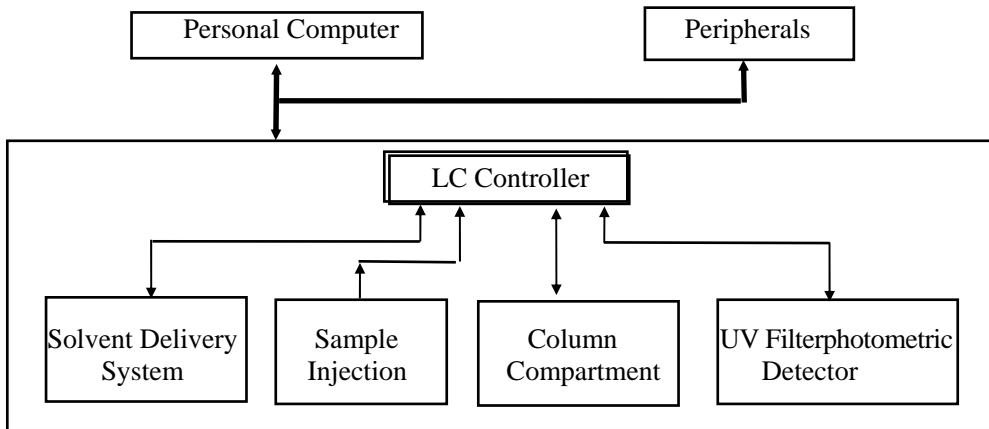 Personal Computer
Peripherals
LC Controller
Solvent Delivery
System
Sample
Injection
Column
Compartment
UV Filterphotometric
Detector